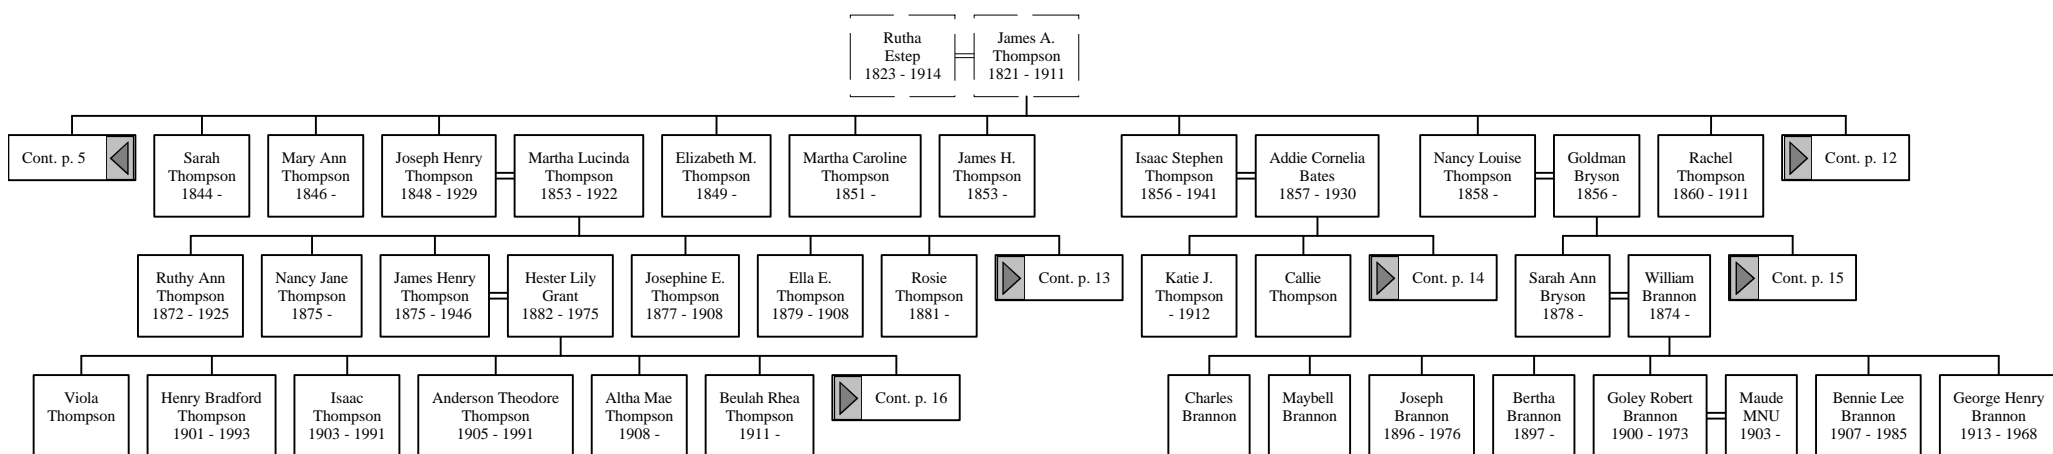 Rutha
Estep
1823 - 1914
James A.
Thompson
1821 - 1911
Cont. p. 5
Sarah
Thompson
1844 -
Mary Ann
Thompson
1846 -
Joseph Henry
Thompson
1848 - 1929
Martha Lucinda
Thompson
1853 - 1922
Elizabeth M.
Thompson
1849 -
Martha Caroline
Thompson
1851 -
James H.
Thompson
1853 -
Isaac Stephen
Thompson
1856 - 1941
Addie Cornelia
Bates
1857 - 1930
Nancy Louise
Thompson
1858 -
Goldman
Bryson
1856 -
Rachel
Thompson
1860 - 1911
Cont. p. 12
Ruthy Ann
Thompson
1872 - 1925
Nancy Jane
Thompson
1875 -
James Henry
Thompson
1875 - 1946
Hester Lily
Grant
1882 - 1975
Josephine E.
Thompson
1877 - 1908
Ella E.
Thompson
1879 - 1908
Rosie
Thompson
1881 -
Cont. p. 13
Katie J.
Thompson
- 1912
Callie
Thompson
Cont. p. 14
Sarah Ann
Bryson
1878 -
William
Brannon
1874 -
Cont. p. 15
Viola
Thompson
Henry Bradford
Thompson
1901 - 1993
Isaac
Thompson
1903 - 1991
Anderson Theodore
Thompson
1905 - 1991
Altha Mae
Thompson
1908 -
Beulah Rhea
Thompson
1911 -
Cont. p. 16
Charles
Brannon
Maybell
Brannon
Joseph
Brannon
1896 - 1976
Bertha
Brannon
1897 -
Goley Robert
Brannon
1900 - 1973
Maude
MNU
1903 -
Bennie Lee
Brannon
1907 - 1985
George Henry
Brannon
1913 - 1968